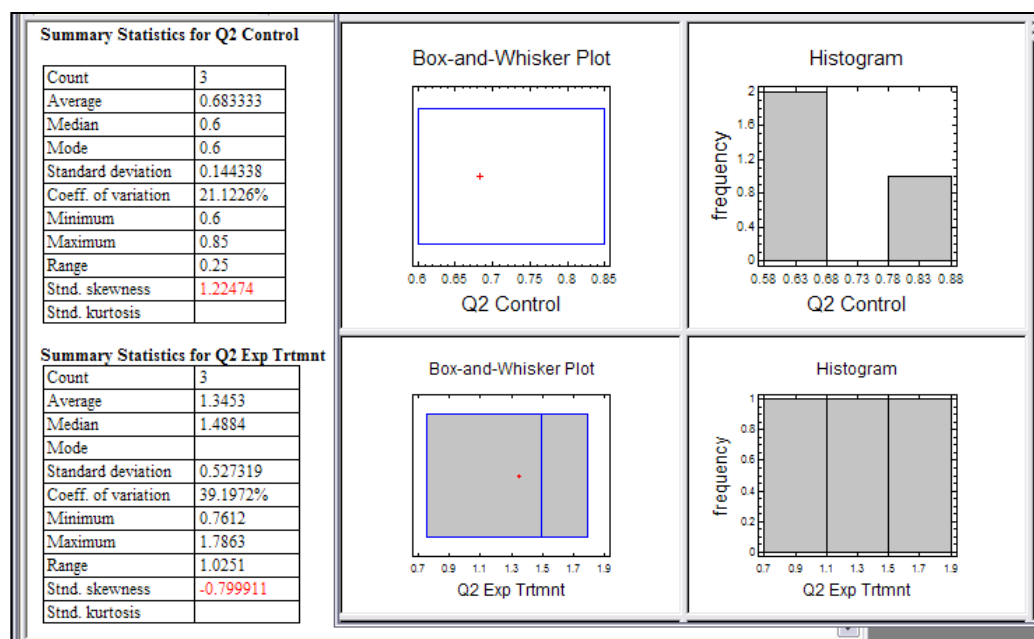 Summary Statistics for Q2 Control
Count 3
Average 0.683333
Median 0.6
Mode 0.6
Standard deviation 0.144338
Coeff. of variation 21.1226%
Minimum 0.6
Maximum 0.85
Range 0.25
Stnd. skewness 1.22474
Stnd. kurtosis
Box-and-Whisker Plot
0.6 0.65 0.7 0.75 0.8 0.85
Q2 Control
Histogram
frequency
2
1.6
1.2
0.8
0.4
0
0.58 0.63 0.68 0.73 0.78 0.83 0.88
Q2 Control
Summary Statistics for Q2 Exp Trtmnt
Count 3
Average 1.3453
Median 1.4884
Mode
Standard deviation 0.527319
Coeff. of variation 39.1972%
Minimum 0.7612
Maximum 1.7863
Range 1.0251
Stnd. skewness -0.799911
Stnd. kurtosis
Box-and-Whisker Plot
0.7 0.9 1.1 1.3 1.5 1.7 1.9
Q2 Exp Trtmnt
Histogram
frequency
1
0.8
0.6
0.4
0.2
0
0.7 0.9 1.1 1.3 1.5 1.7 1.9
Q2 Exp Trtmnt